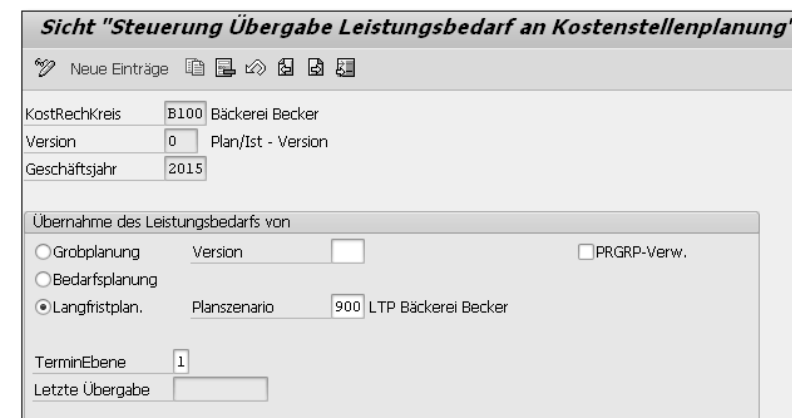 Sicht "Steuerung Übergabe Leistungsbedarf an Kostenstellenplanung"
Neue Einträge
KostRechKreis B100 Bäckerei Becker
Version 0 Plan/Ist - Version
Geschäftsjahr 2015
Übernahme des Leistungsbedarfs von
Grobplanung Version PRGRP-Verw.
Bedarfsplanung
Langfristplan. Planszenario 900 LTP Bäckerei Becker
TerminEbene 1
Letzte Übergabe